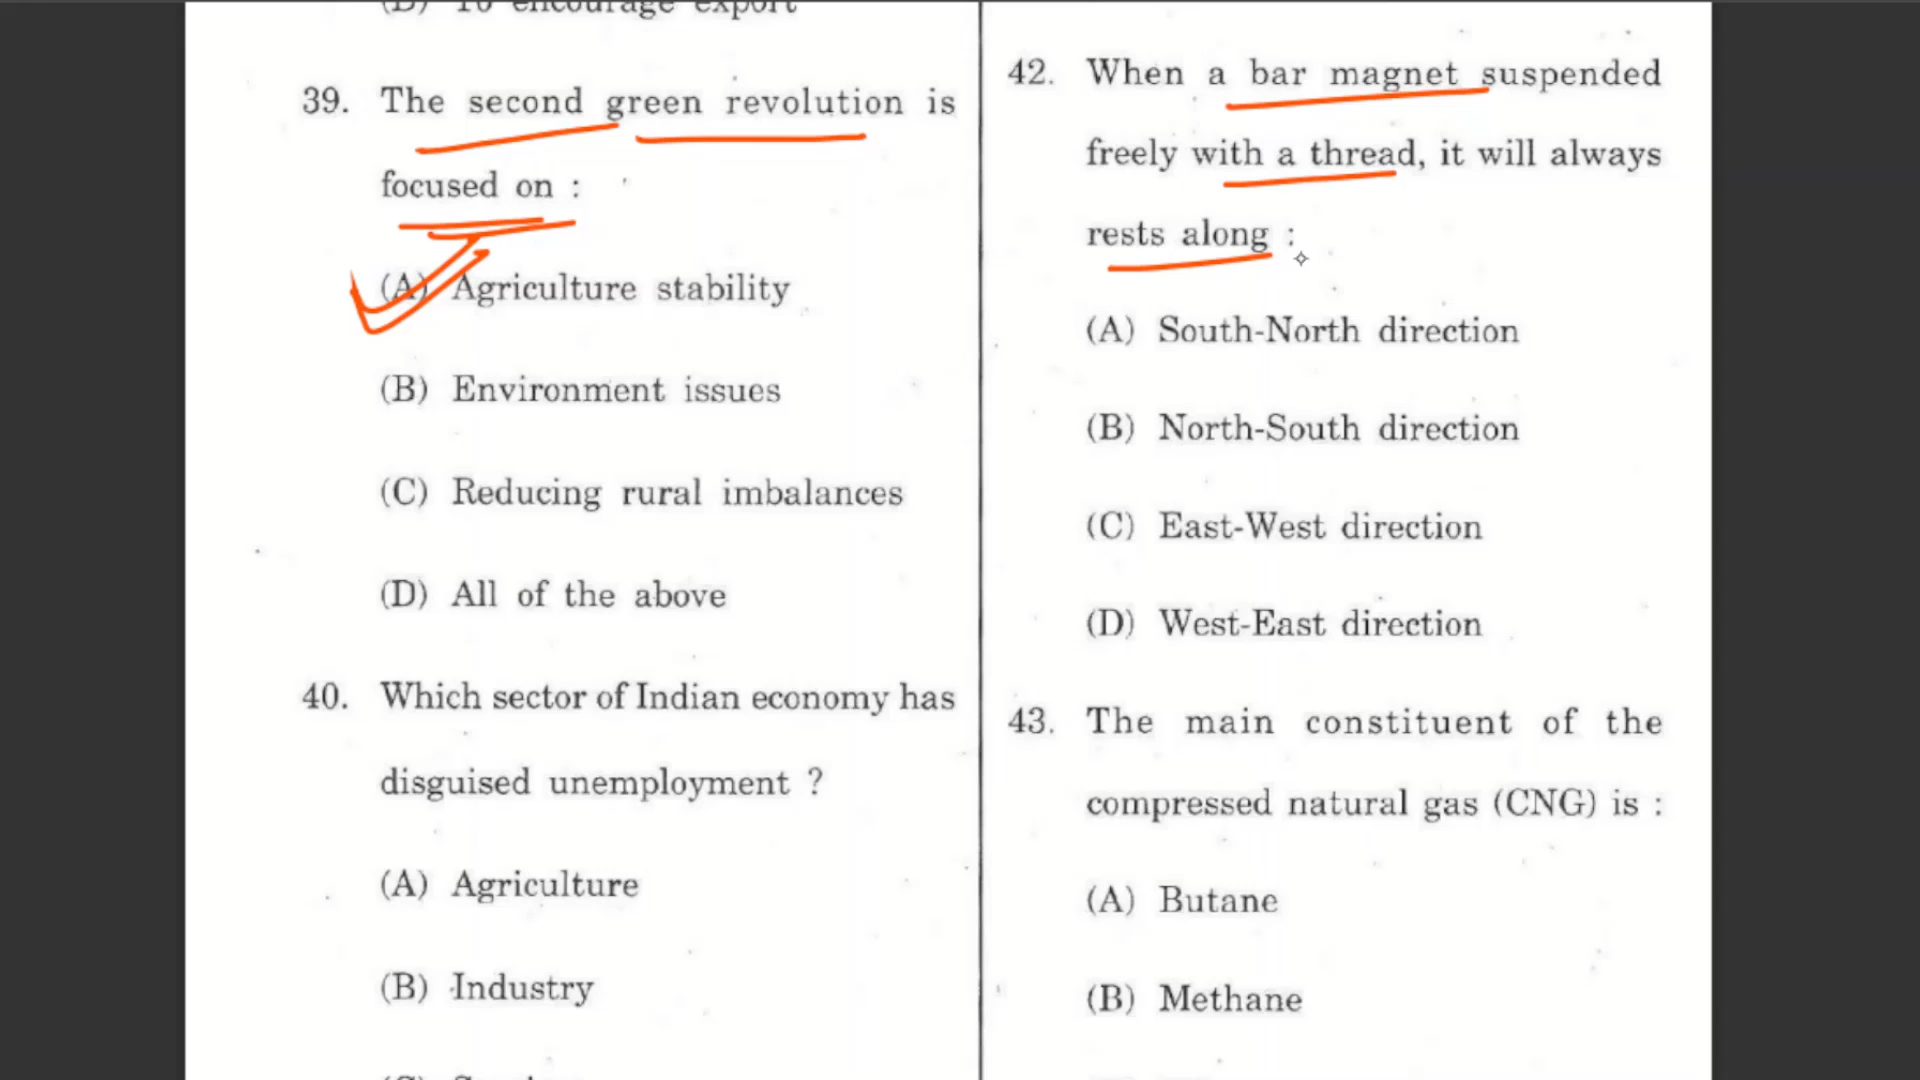 (D) To encourage export
39. The second green revolution is
focused on :
(A) Agriculture stability
(B) Environment issues
(C) Reducing rural imbalances
(D) All of the above
40. Which sector of Indian economy has
disguised unemployment ?
(A) Agriculture
(B) Industry
42. When a bar magnet suspended
freely with a thread, it will always
rests along :
(A) South-North direction
(B) North-South direction
(C) East-West direction
(D) West-East direction
43. The main constituent of the
compressed natural gas (CNG) is :
(A) Butane
(B) Methane